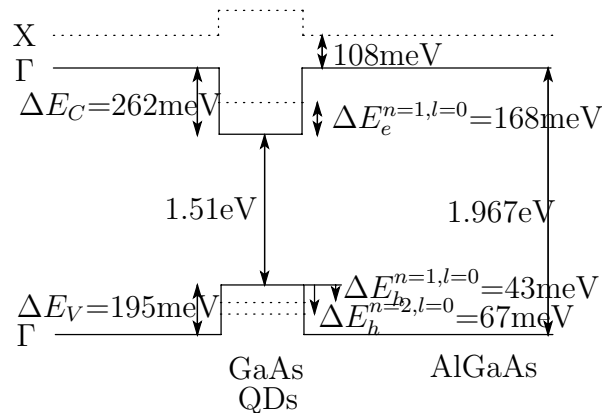 X
108meV
Γ
ΔE_C=262meV
ΔE_e^{n=1,l=0}=168meV
1.51eV
1.967eV
ΔE_h^{n=1,l=0}=43meV
ΔE_V=195meV
ΔE_h^{n=2,l=0}=67meV
Γ
GaAs
QDs
AlGaAs